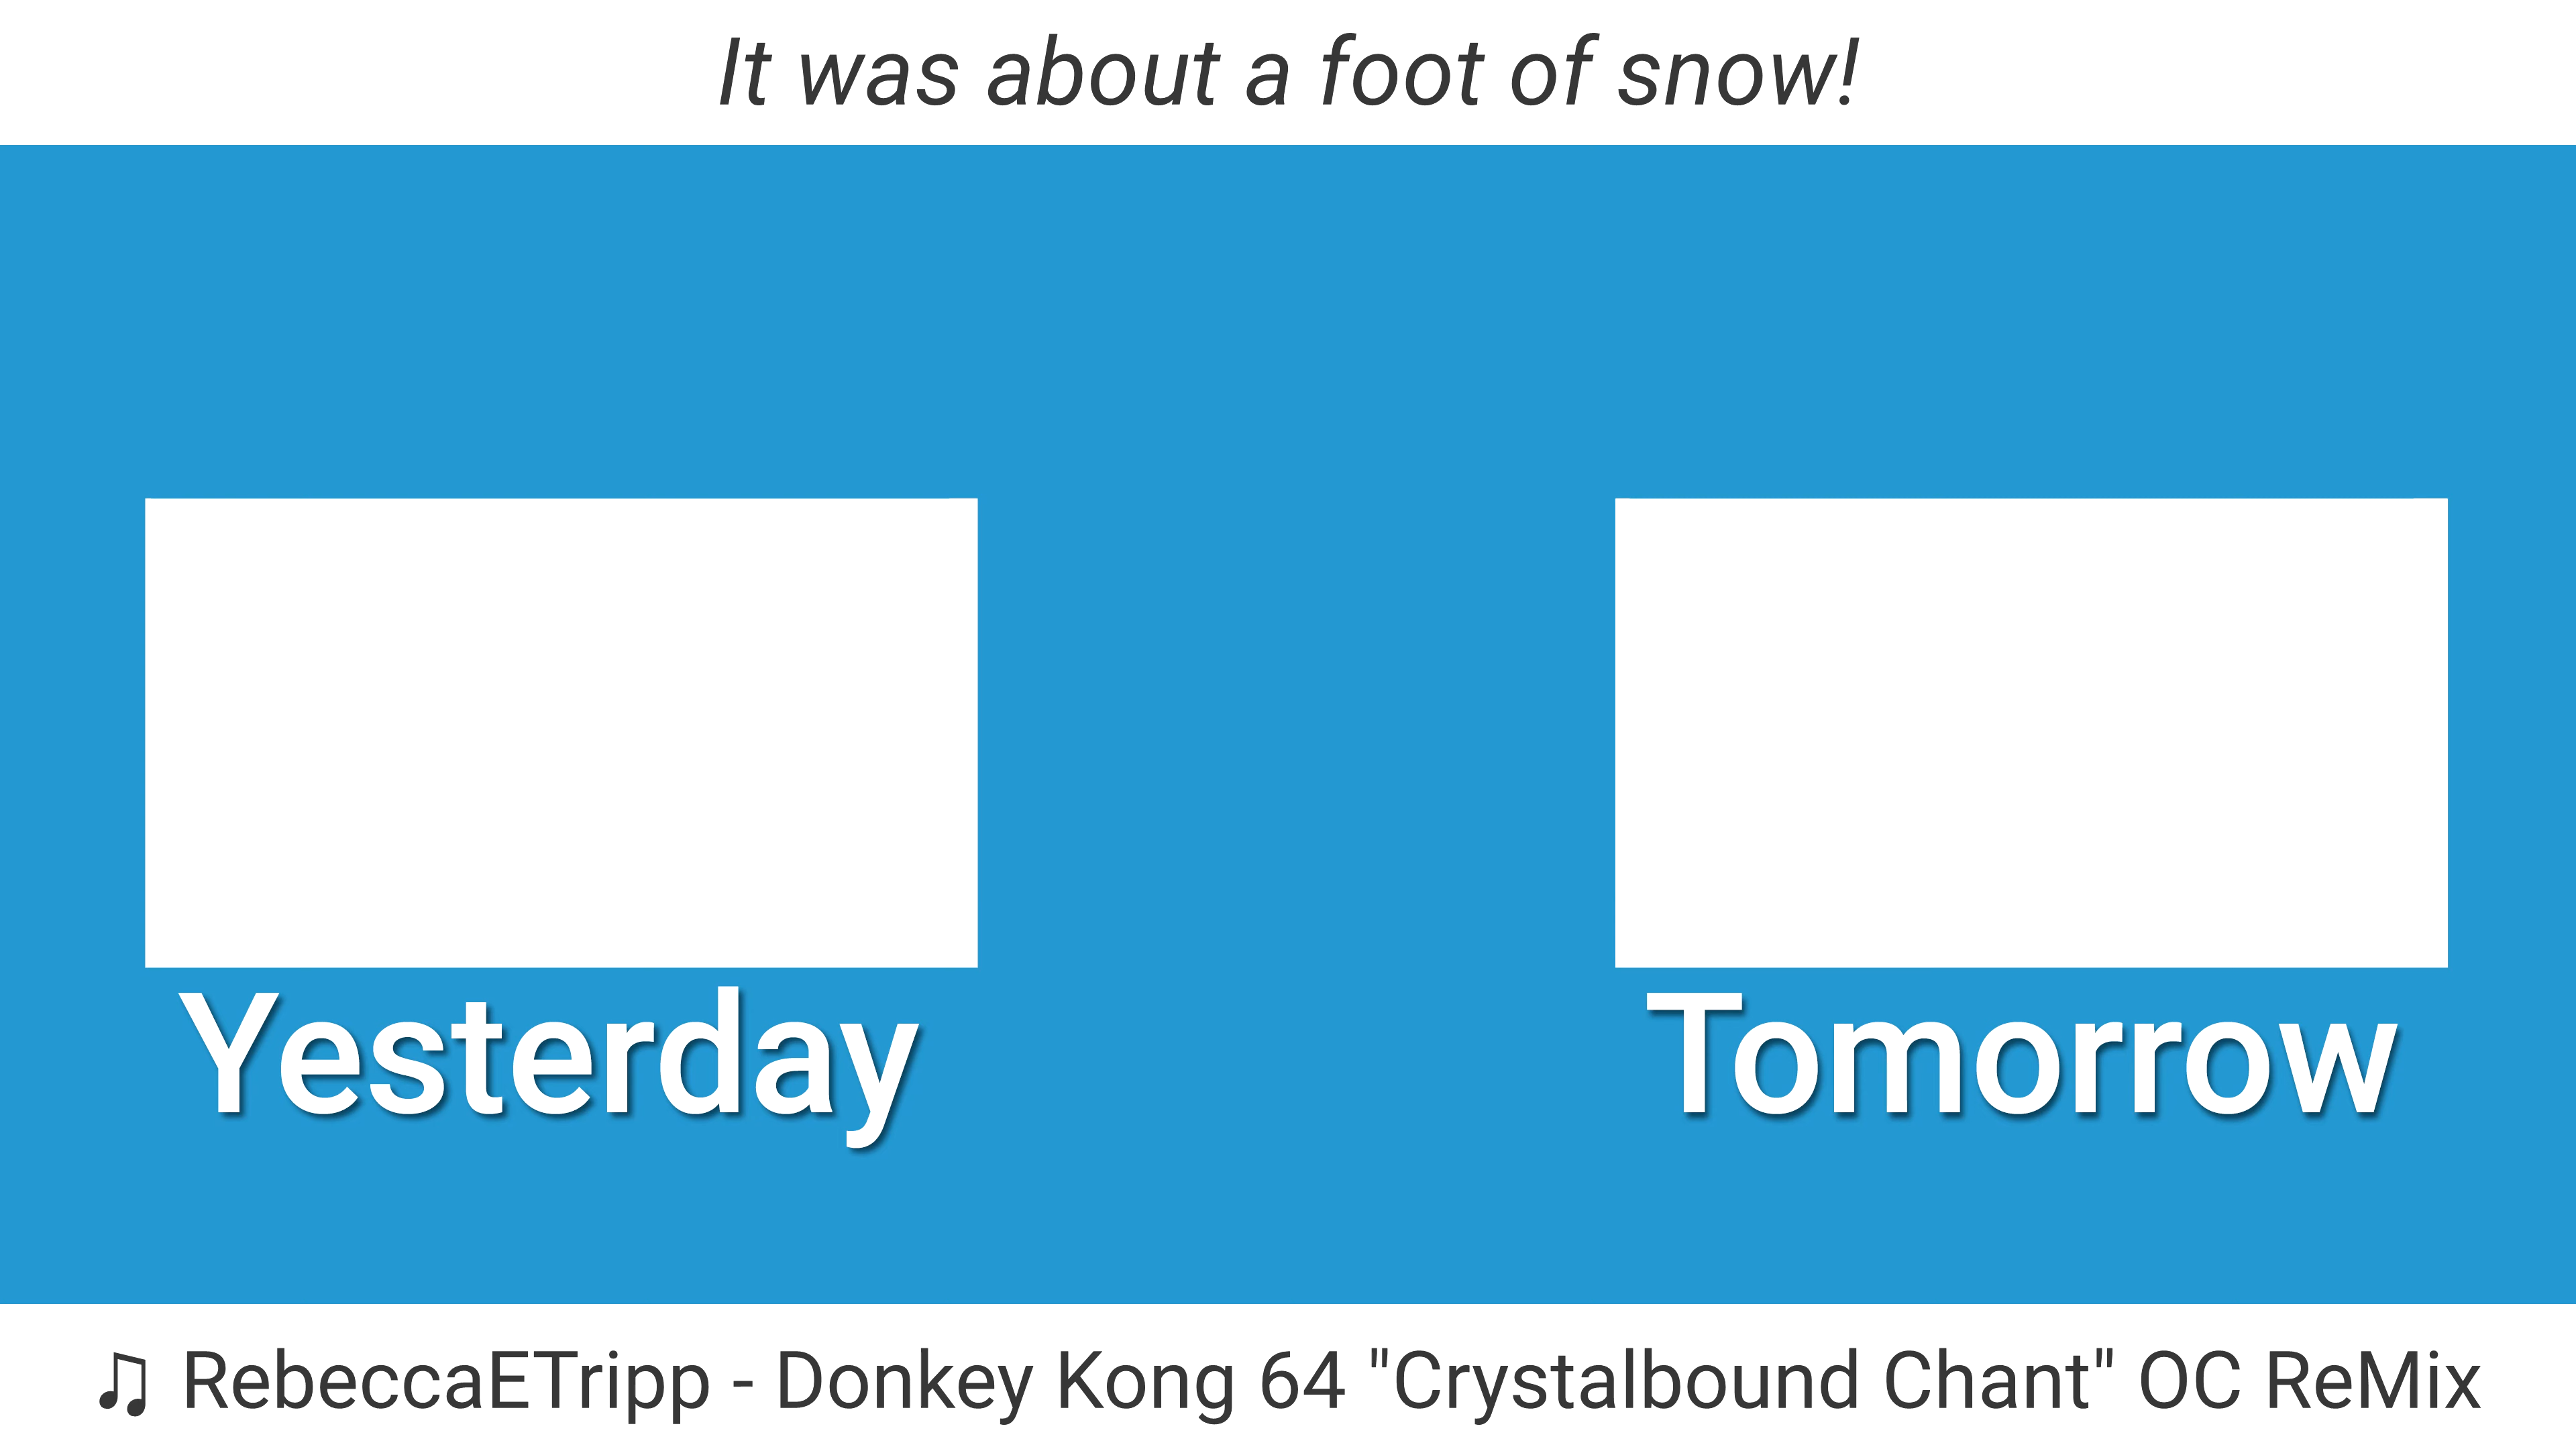 It was about a foot of snow!
Yesterday
Tomorrow
♫ RebeccaETripp - Donkey Kong 64 "Crystalbound Chant" OC ReMix